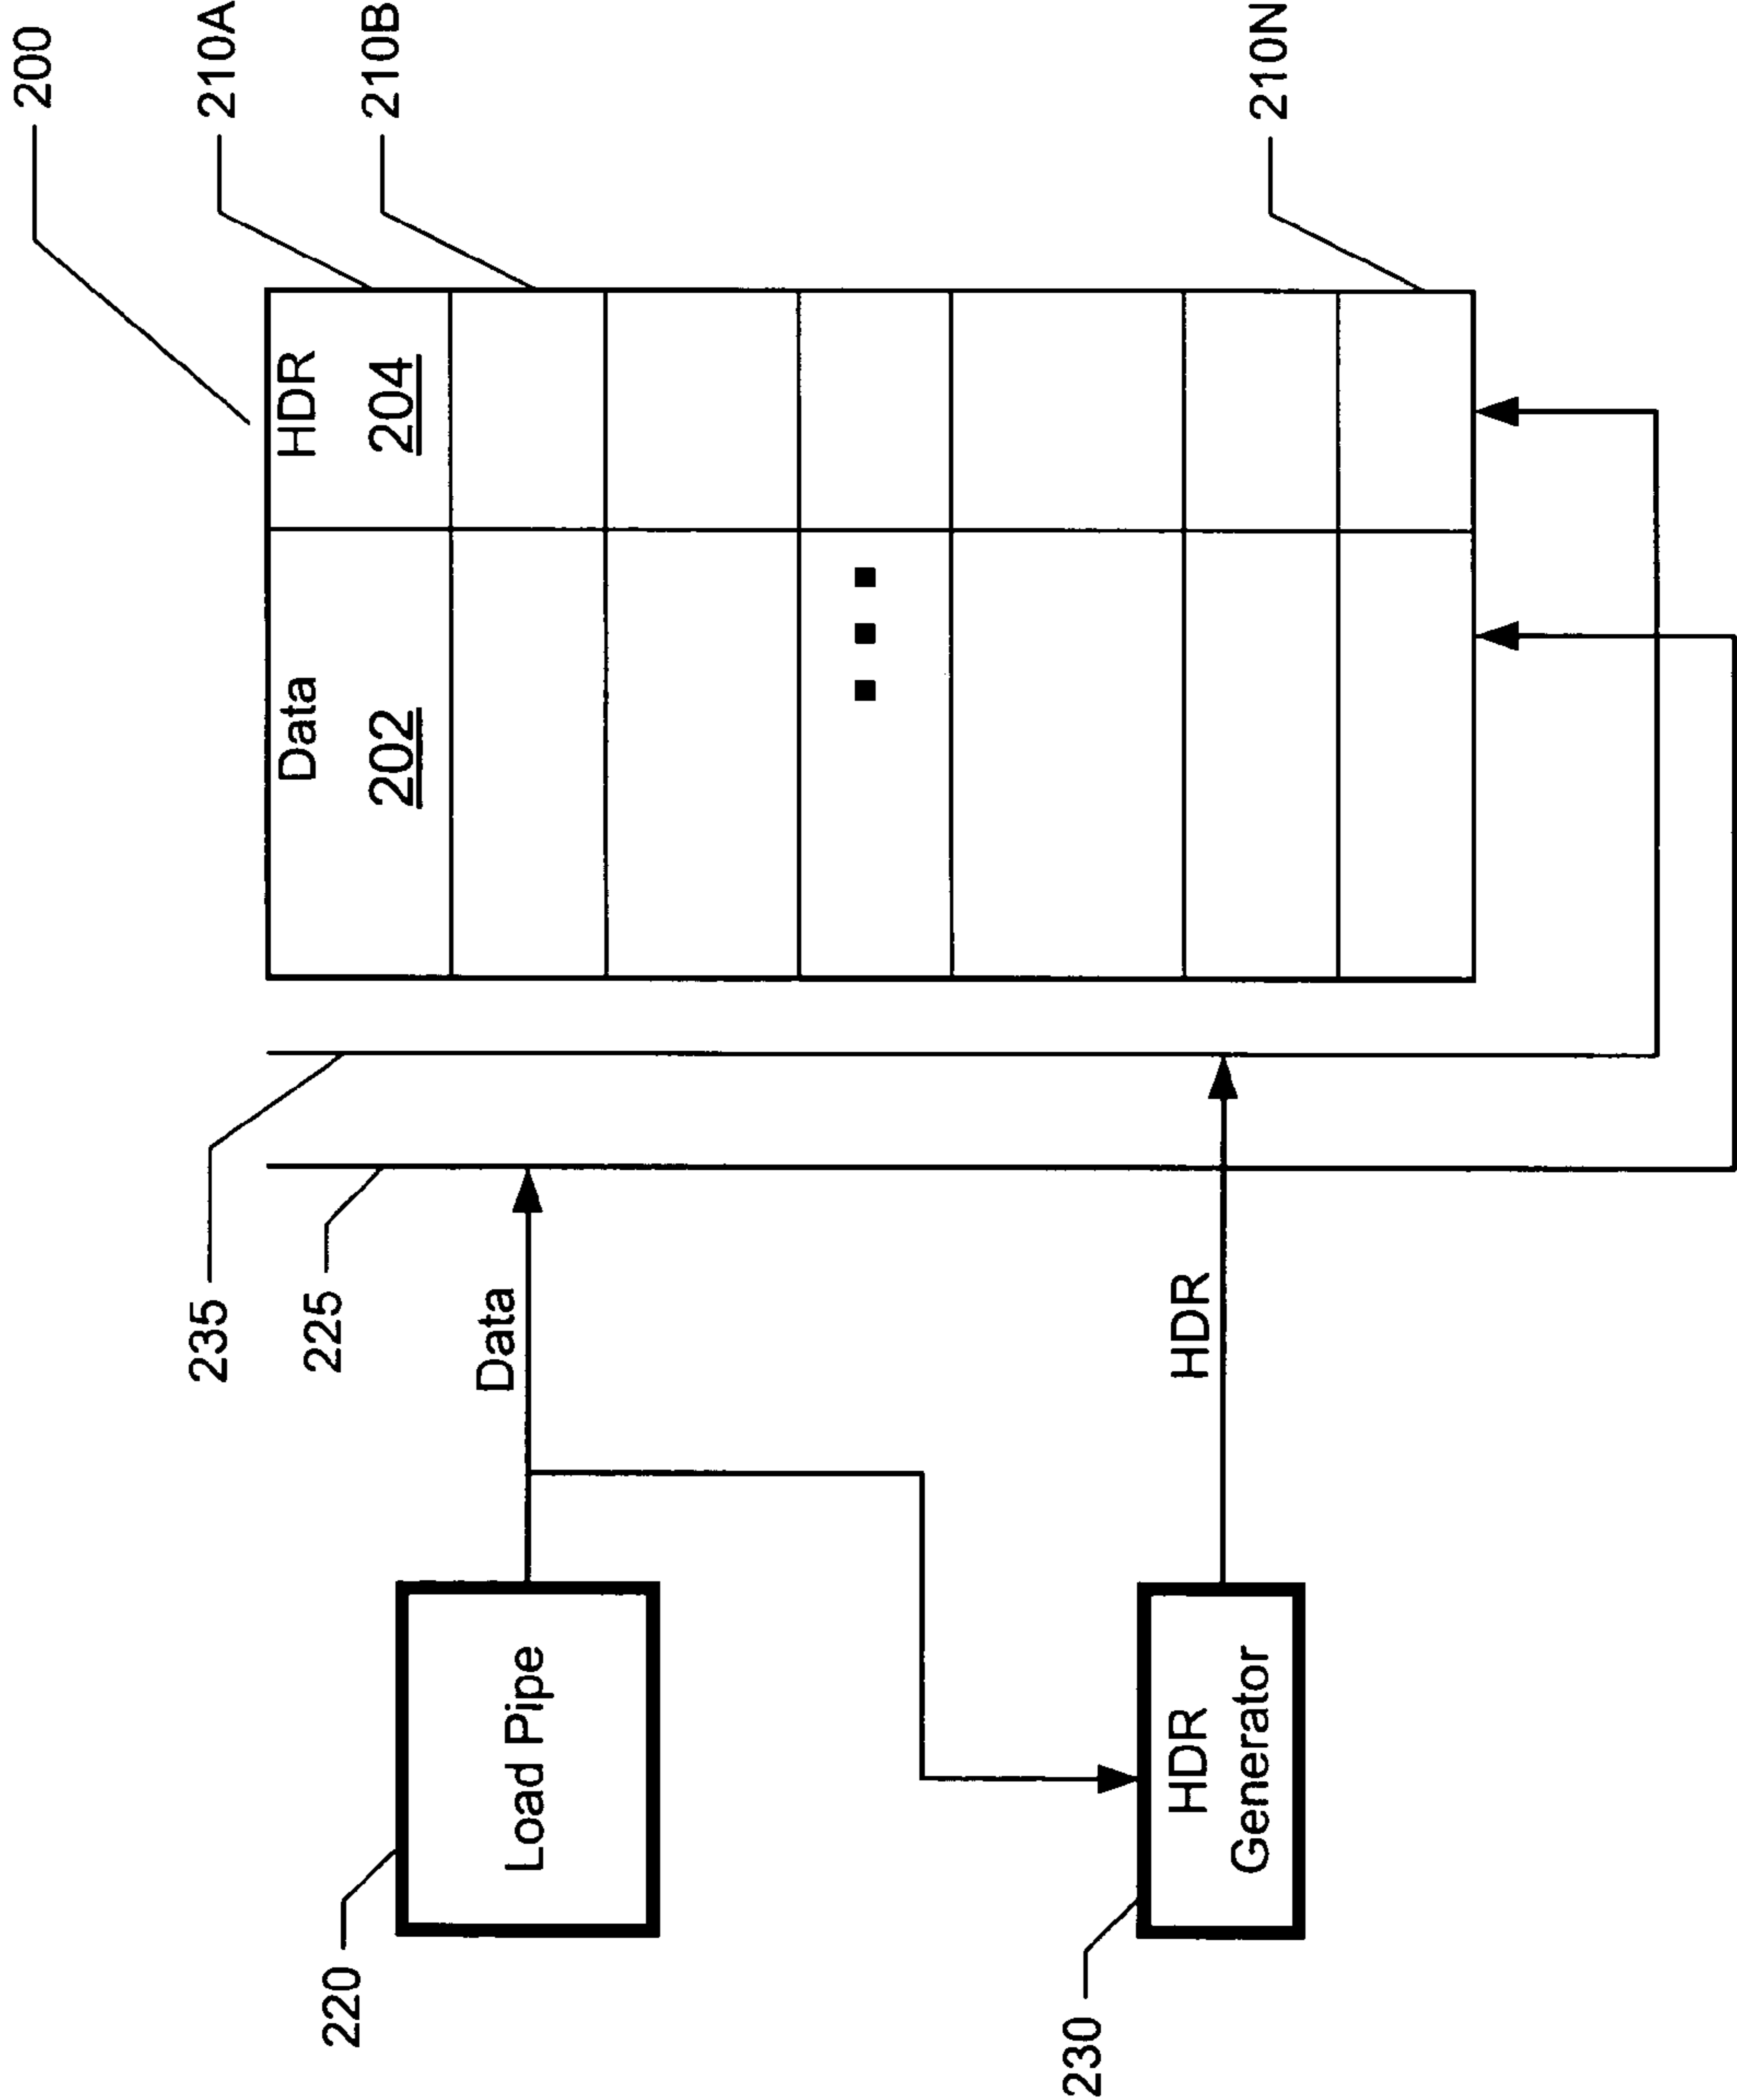 200
235
210A
Data
HDR
225
220
210B
202
204
Data
Load Pipe
230
HDR
Generator
HDR
210N